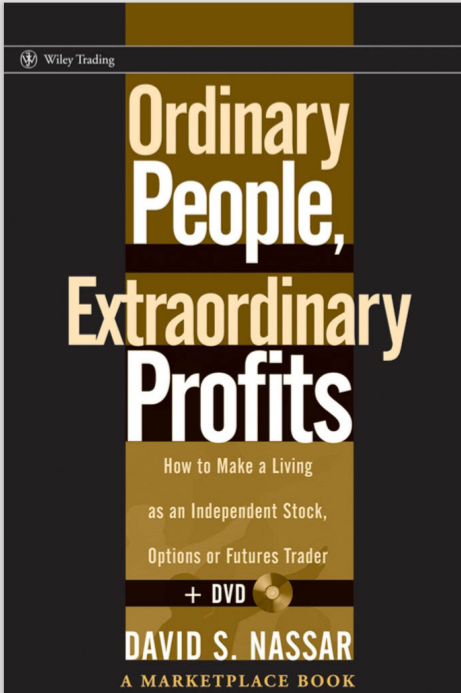 Wiley Trading
Ordinary
People,
Extraordinary
Profits
How to Make a Living
as an Independent Stock,
Options or Futures Trader
+ DVD
DAVID S. NASSAR
A MARKETPLACE BOOK